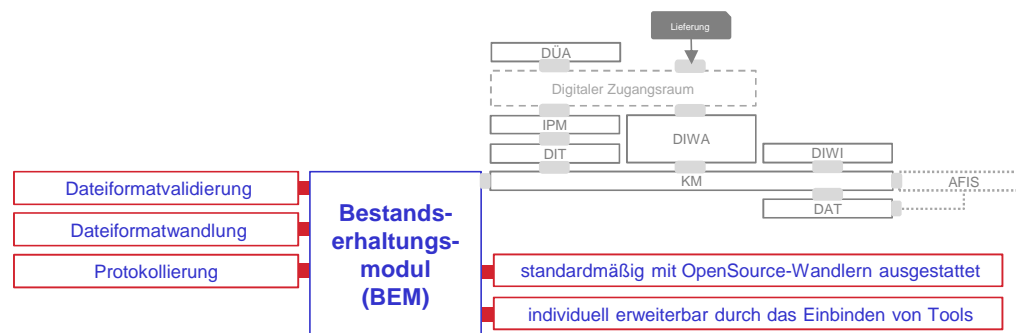 Lieferung
DÜA
Digitaler Zugangsraum
IPM
DIWA
DIT
DIWI
KM
AFIS
DAT
Dateiformatvalidierung
Dateiformatwandlung
Protokollierung
Bestands-
erhaltungs-
modul
(BEM)
standardmäßig mit OpenSource-Wandlern ausgestattet
individuell erweiterbar durch das Einbinden von Tools